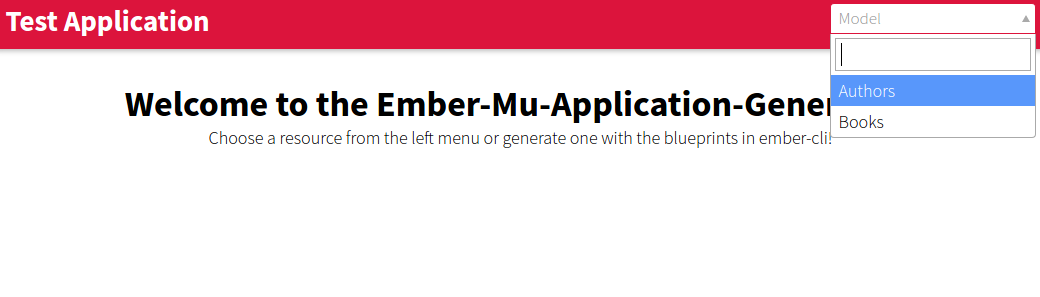 Test Application
Model
Authors
Books
Welcome to the Ember-Mu-Application-Gener
Choose a resource from the left menu or generate one with the blueprints in ember-cli!